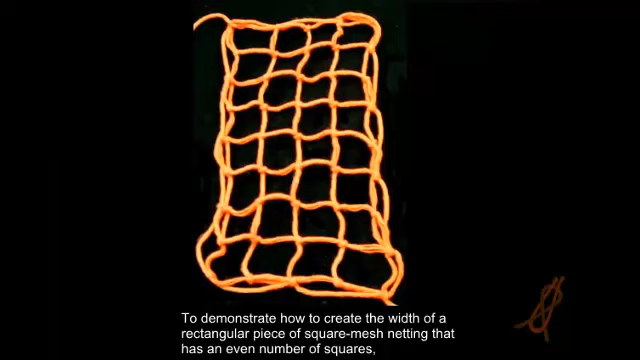 To demonstrate how to create the width of a
rectangular piece of square-mesh netting that
has an even number of squares,